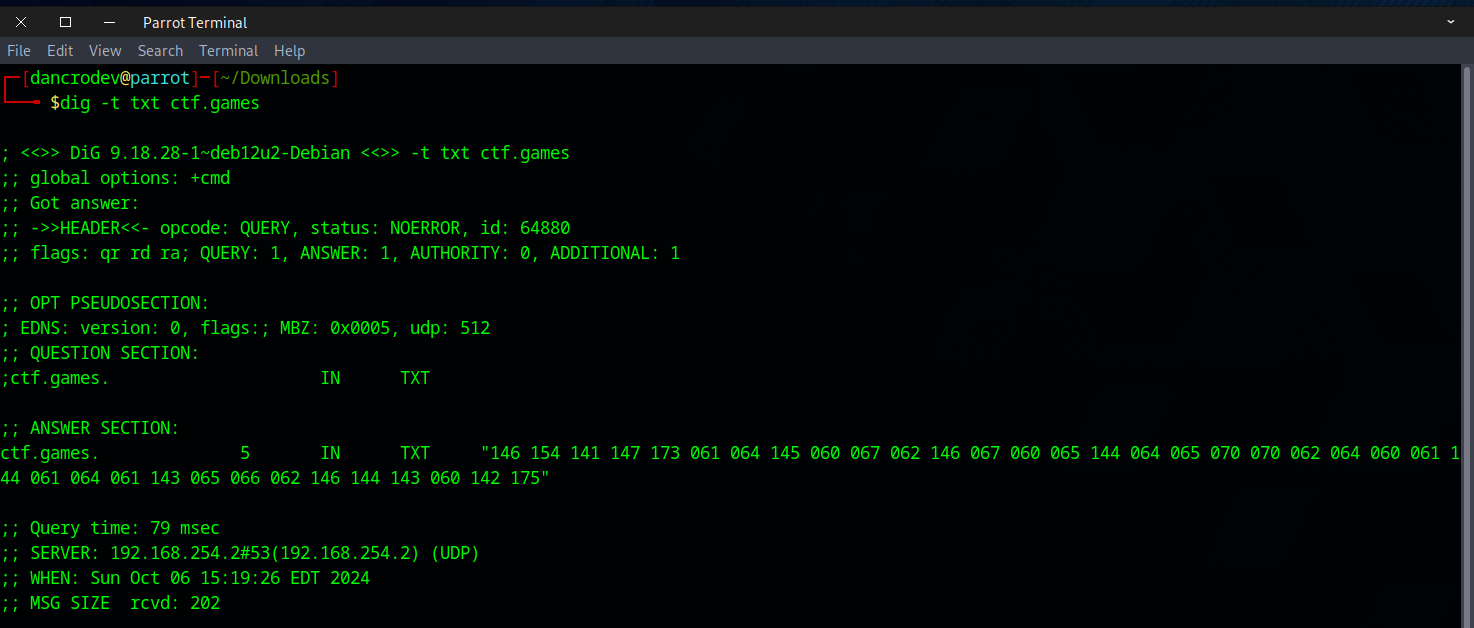 Parrot Terminal
File Edit View Search Terminal Help
[dancrodev@parrot]-[~/Downloads]
$dig -t txt ctf.games
; <<>> DiG 9.18.28-1~deb12u2-Debian <<>> -t txt ctf.games
;; global options: +cmd
;; Got answer:
;; ->>HEADER<<- opcode: QUERY, status: NOERROR, id: 64880
;; flags: qr rd ra; QUERY: 1, ANSWER: 1, AUTHORITY: 0, ADDITIONAL: 1
;; OPT PSEUDOSECTION:
; EDNS: version: 0, flags:; MBZ: 0x0005, udp: 512
;; QUESTION SECTION:
;ctf.games. IN TXT
;; ANSWER SECTION:
ctf.games. 5 IN TXT "146 154 141 147 173 061 064 145 060 067 062 146 067 060 065 144 064 065 070 070 062 064 060 061 1
44 061 064 061 143 065 066 062 146 144 143 060 142 175"
;; Query time: 79 msec
;; SERVER: 192.168.254.2#53(192.168.254.2) (UDP)
;; WHEN: Sun Oct 06 15:19:26 EDT 2024
;; MSG SIZE rcvd: 202